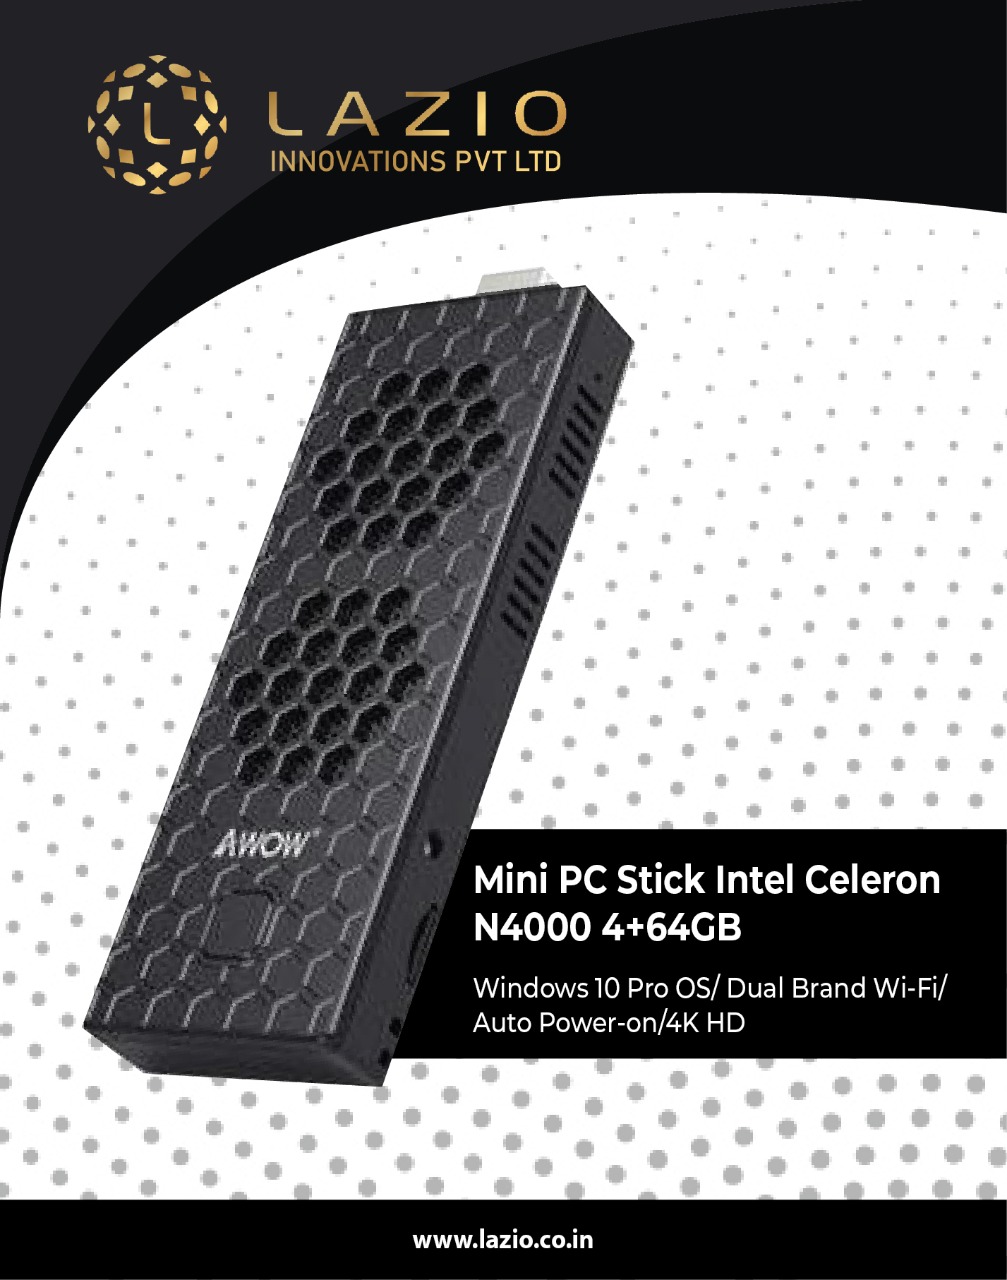 L
LAZIO
INNOVATIONS PVT LTD
AWOW
Mini PC Stick Intel Celeron
N4000 4+64GB
Windows 10 Pro OS/ Dual Brand Wi-Fi/
Auto Power-on/4K HD
www.lazio.co.in